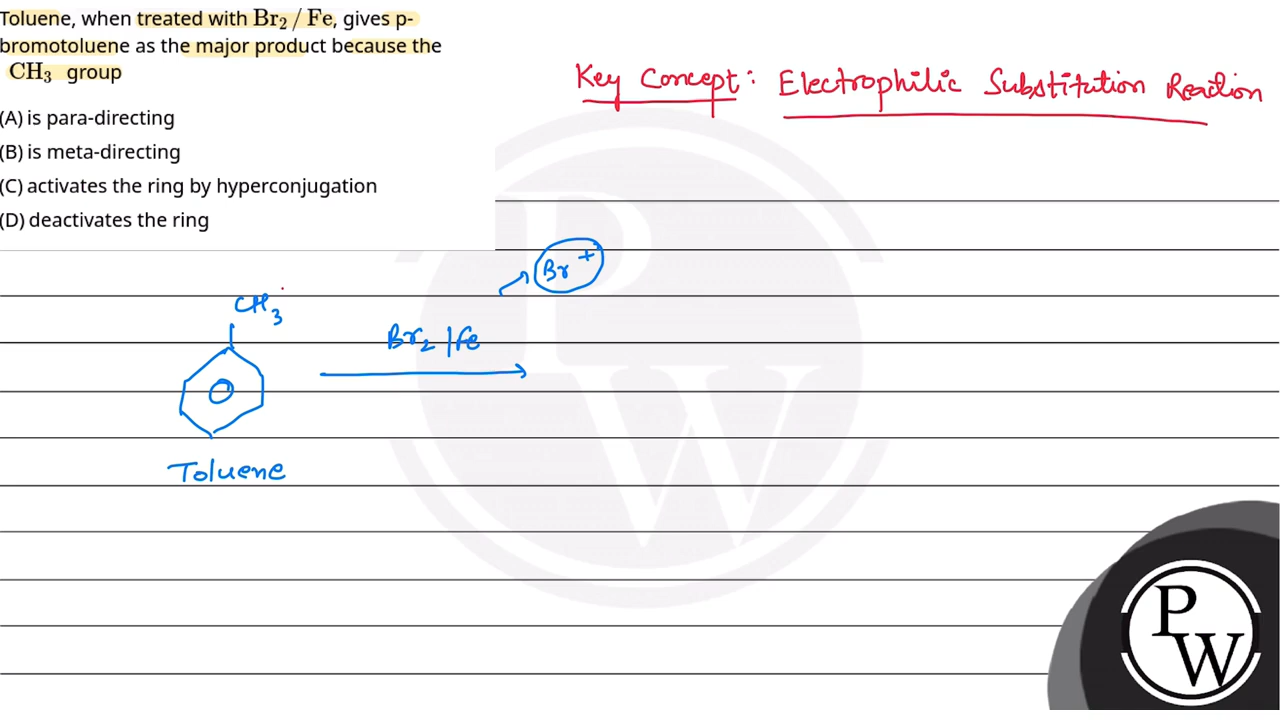 Toluene, when treated with Br₂ / Fe, gives p-
bromotoluene as the major product because the
CH₃ group
(A) is para-directing
(B) is meta-directing
(C) activates the ring by hyperconjugation
(D) deactivates the ring
Key Concept : Electrophilic Substitution Reaction
Br⁺
CH₃
Br₂ | Fe
Toluene
P
W
P
W